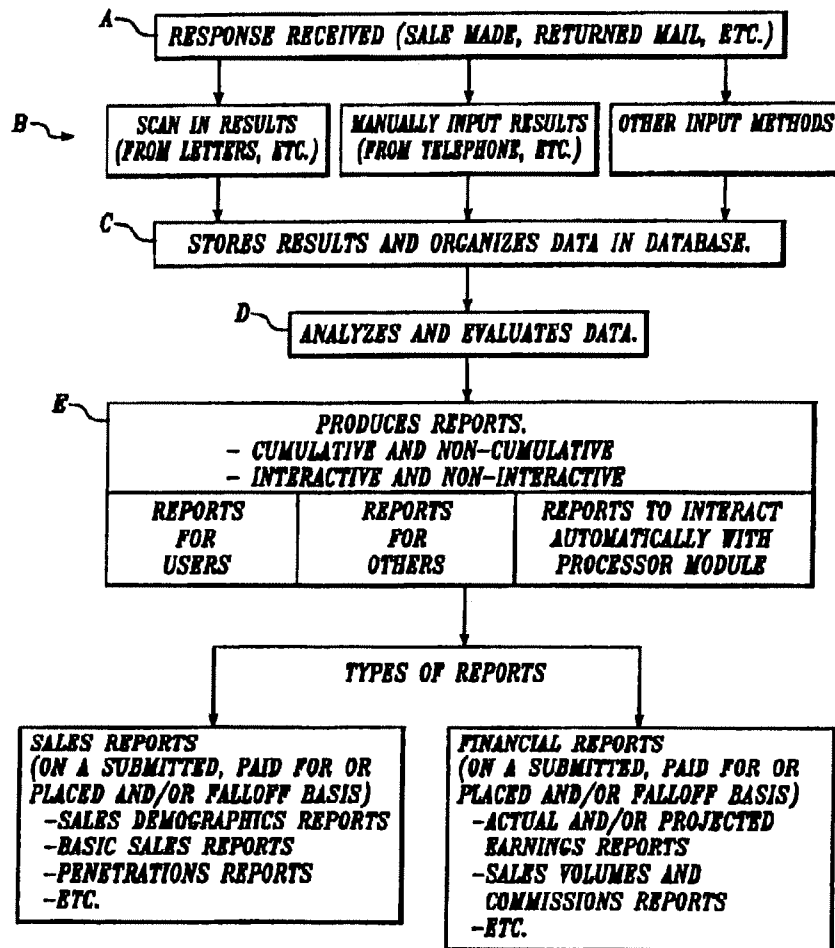 A
RESPONSE RECEIVED (SALE MADE, RETURNED MAIL, ETC.)
B
SCAN IN RESULTS
(FROM LETTERS, ETC.)
MANUALLY INPUT RESULTS
(FROM TELEPHONE, ETC.)
OTHER INPUT METHODS
C
STORES RESULTS AND ORGANIZES DATA IN DATABASE.
D
ANALYZES AND EVALUATES DATA.
E
PRODUCES REPORTS.
- CUMULATIVE AND NON-CUMULATIVE
- INTERACTIVE AND NON-INTERACTIVE
REPORTS
FOR
USERS
REPORTS
FOR
OTHERS
REPORTS TO INTERACT
AUTOMATICALLY WITH
PROCESSOR MODULE
TYPES OF REPORTS
SALES REPORTS
(ON A SUBMITTED, PAID FOR OR
PLACED AND/OR FALLOFF BASIS)
-SALES DEMOGRAPHICS REPORTS
-BASIC SALES REPORTS
-PENETRATIONS REPORTS
-ETC.
FINANCIAL REPORTS
(ON A SUBMITTED, PAID FOR OR
PLACED AND/OR FALLOFF BASIS)
-ACTUAL AND/OR PROJECTED
EARNINGS REPORTS
-SALES VOLUMES AND
COMMISSIONS REPORTS
-ETC.